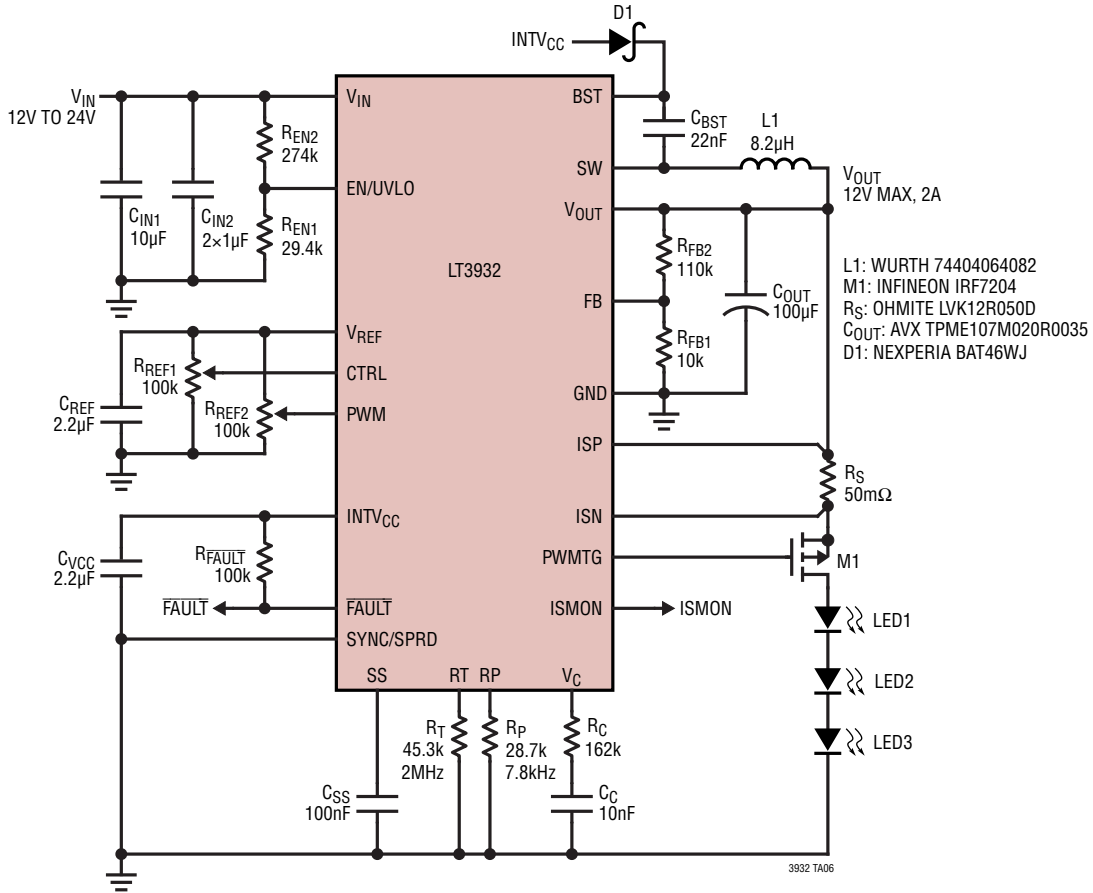 D1
INTVCC
VIN
12V TO 24V
CIN1
10µF
CIN2
2×1µF
REN2
274k
REN1
29.4k
VIN
EN/UVLO
LT3932
BST
SW
VOUT
FB
GND
ISP
ISN
PWMTG
ISMON
CBST
22nF
L1
8.2µH
VOUT
12V MAX, 2A
RFB2
110k
RFB1
10k
COUT
100µF
L1: WURTH 74404064082
M1: INFINEON IRF7204
RS: OHMITE LVK12R050D
COUT: AVX TPME107M020R0035
D1: NEXPERIA BAT46WJ
VREF
CTRL
PWM
RREF1
100k
RREF2
100k
CREF
2.2µF
RS
50mΩ
INTVCC
CVCC
2.2µF
RFAULT
100k
FAULT
FAULT
SYNC/SPRD
M1
ISMON
LED1
LED2
LED3
SS
RT
RP
VC
RT
45.3k
2MHz
RP
28.7k
7.8kHz
RC
162k
CSS
100nF
CC
10nF
3932 TA06